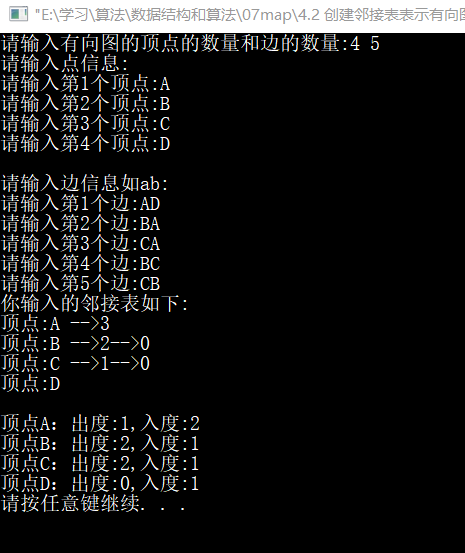 "E:\学习\算法\数据结构和算法\07map\4.2 创建邻接表表示有向
请输入有向图的顶点的数量和边的数量:4 5
请输入点信息:
请输入第1个顶点:A
请输入第2个顶点:B
请输入第3个顶点:C
请输入第4个顶点:D
请输入边信息如ab:
请输入第1个边:AD
请输入第2个边:BA
请输入第3个边:CA
请输入第4个边:BC
请输入第5个边:CB
你输入的邻接表如下:
顶点:A -->3
顶点:B -->2-->0
顶点:C -->1-->0
顶点:D
顶点A: 出度:1,入度:2
顶点B: 出度:2,入度:1
顶点C: 出度:2,入度:1
顶点D: 出度:0,入度:1
请按任意键继续. . .